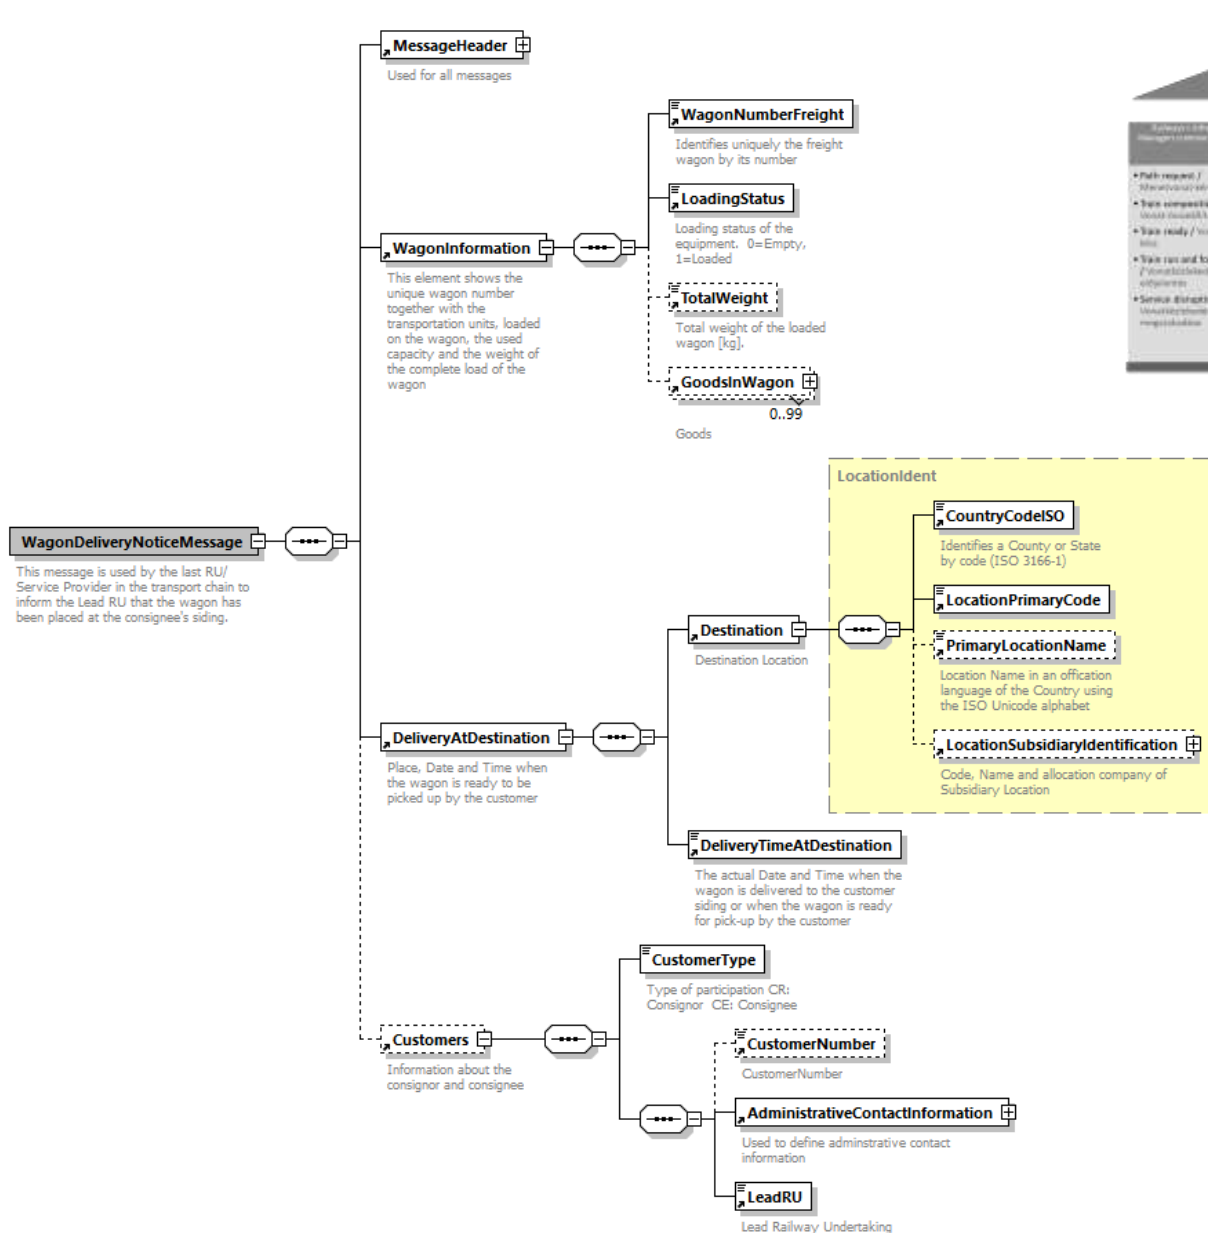 MessageHeader
Used for all messages
WagonNumberFreight
Identifies uniquely the freight
wagon by its number
LoadingStatus
Loading status of the
equipment.  0=Empty,
1=Loaded
WagonInformation
This element shows the
unique wagon number
together with the
transportation units, loaded
on the wagon, the used
capacity and the weight of
the complete load of the
wagon
TotalWeight
Total weight of the loaded
wagon [kg].
GoodsInWagon
0..99
Goods
WagonDeliveryNoticeMessage
This message is used by the last RU/
Service Provider in the transport chain to
inform the Lead RU that the wagon has
been placed at the consignee's siding.
LocationIdent
CountryCodeISO
Identifies a County or State
by code (ISO 3166-1)
LocationPrimaryCode
Destination
Destination Location
PrimaryLocationName
Location Name in an offication
language of the Country using
the ISO Unicode alphabet
LocationSubsidiaryIdentification
Code, Name and allocation company of
Subsidiary Location
DeliveryAtDestination
Place, Date and Time when
the wagon is ready to be
picked up by the customer
DeliveryTimeAtDestination
The actual Date and Time when the
wagon is delivered to the customer
siding or when the wagon is ready
for pick-up by the customer
CustomerType
Type of participation CR:
Consignor  CE: Consignee
Customers
Information about the
consignor and consignee
CustomerNumber
CustomerNumber
AdministrativeContactInformation
Used to define adminstrative contact
information
LeadRU
Lead Railway Undertaking
• Path request /
• Train ready /